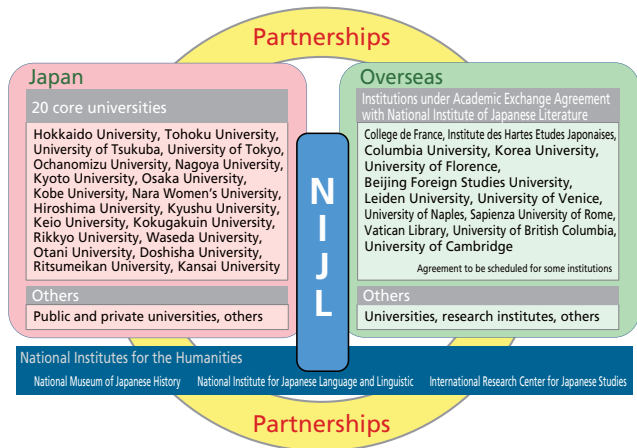 Partnerships
Japan
20 core universities
Hokkaido University, Tohoku University,
University of Tsukuba, University of Tokyo,
Ochanomizu University, Nagoya University,
Kyoto University, Osaka University,
Kobe University, Nara Women's University,
Hiroshima University, Kyushu University,
Keio University, Kokugakuin University,
Rikkyo University, Waseda University,
Otani University, Doshisha University,
Ritsumeikan University, Kansai University
Others
Public and private universities, others
NIJL
Overseas
Institutions under Academic Exchange Agreement
with National Institute of Japanese Literature
College de France, Institute des Hartes Etudes Japonaises,
Columbia University, Korea University,
University of Florence,
Beijing Foreign Studies University,
Leiden University, University of Venice,
University of Naples, Sapienza University of Rome,
Vatican Library, University of British Columbia,
University of Cambridge
Agreement to be scheduled for some institutions
Others
Universities, research institutes, others
National Institutes for the Humanities
National Museum of Japanese History National Institute for Japanese Language and Linguistic International Research Center for Japanese Studies
Partnerships